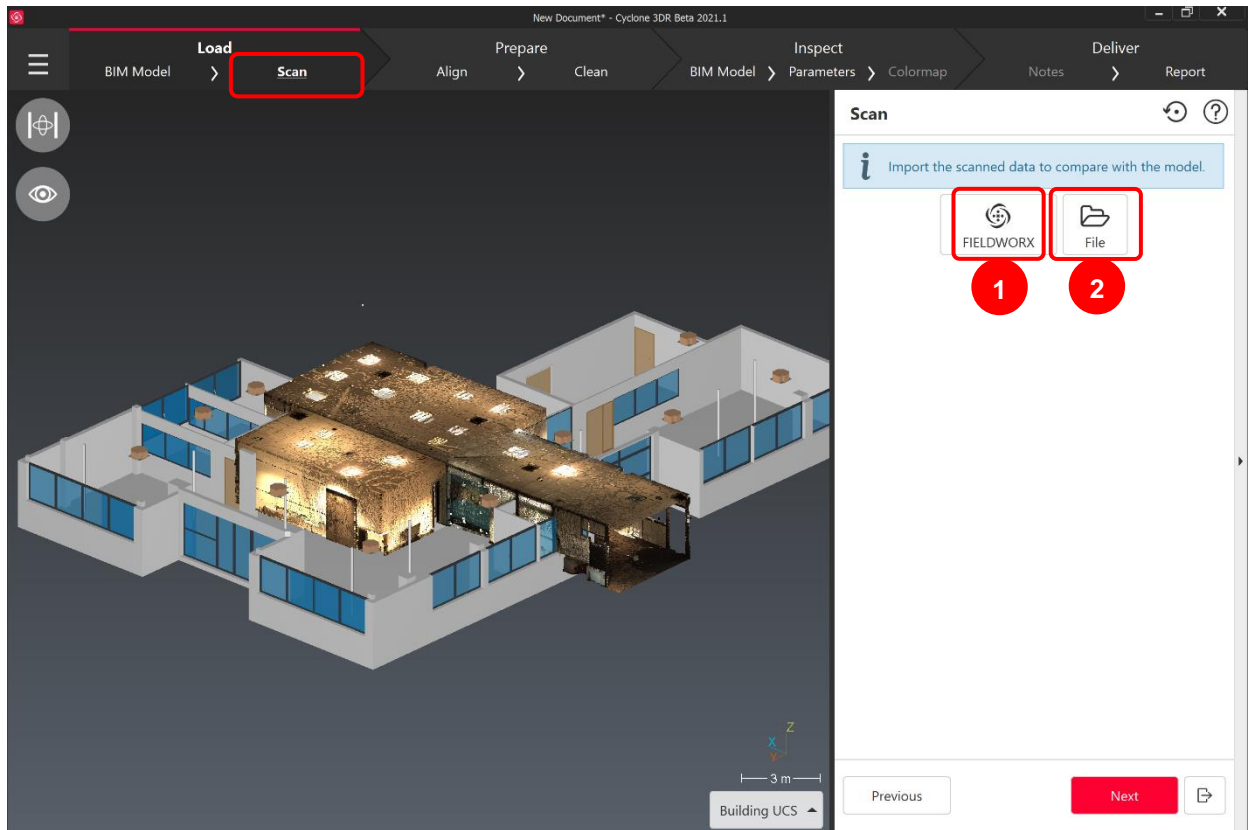 New Document* - Cyclone 3DR Beta 2021.1
Load
Prepare
Inspect
Deliver
BIM Model
Scan
Align
Clean
BIM Model
Parameters
Colormap
Notes
Report
Scan
i Import the scanned data to compare with the model.
FIELDWORX
File
1
2
Z
X
Y
3 m
Building UCS
Previous
Next